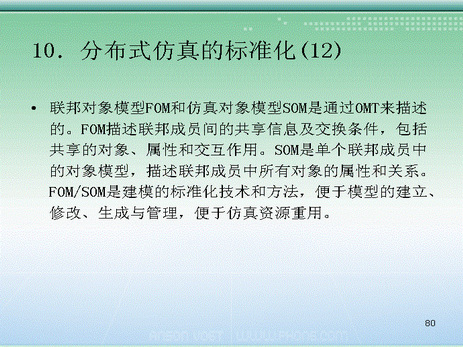 10. 分布式仿真的标准化(12)
• 联邦对象模型FOM和仿真对象模型SOM是通过OMT来描述
的。FOM描述联邦成员间的共享信息及交换条件，包括
共享的对象、属性和交互作用。SOM是单个联邦成员中
的对象模型，描述联邦成员中所有对象的属性和关系。
FOM/SOM是建模的标准化技术和方法，便于模型的建立、
修改、生成与管理，便于仿真资源重用。
80